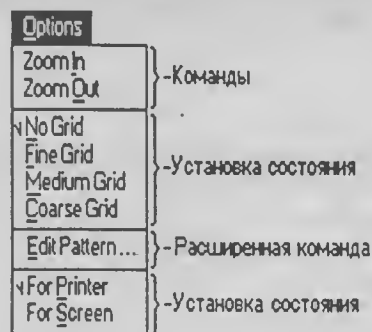 Options
Zoom In
Zoom Out
-Команды
No Grid
Fine Grid
Medium Grid
Coarse Grid
-Установка состояния
Edit Pattern...
-Расширенная команда
For Printer
For Screen
-Установка состояния